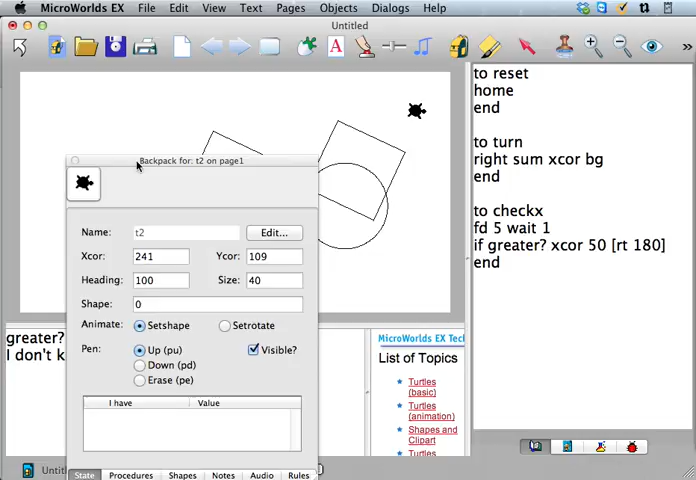 MicroWorlds EX File Edit View Text Pages Objects Dialogs Help
Untitled
to reset
home
end
to turn
right sum xcor bg
end
to checkx
fd 5 wait 1
if greater? xcor 50 [rt 180]
end
Backpack for: t2 on page1
Name: t2 Edit...
Xcor: 241 Ycor: 109
Heading: 100 Size: 40
Shape: 0
Animate: Setshape Setrotate
Pen: Up (pu) Visible?
Down (pd)
Erase (pe)
I have Value
State Procedures Shapes Notes Audio Rules
greater?
I don't k
MicroWorlds EX Tec
List of Topics
Turtles
(basic)
Turtles
(animation)
Shapes and
Clipart
Turtles